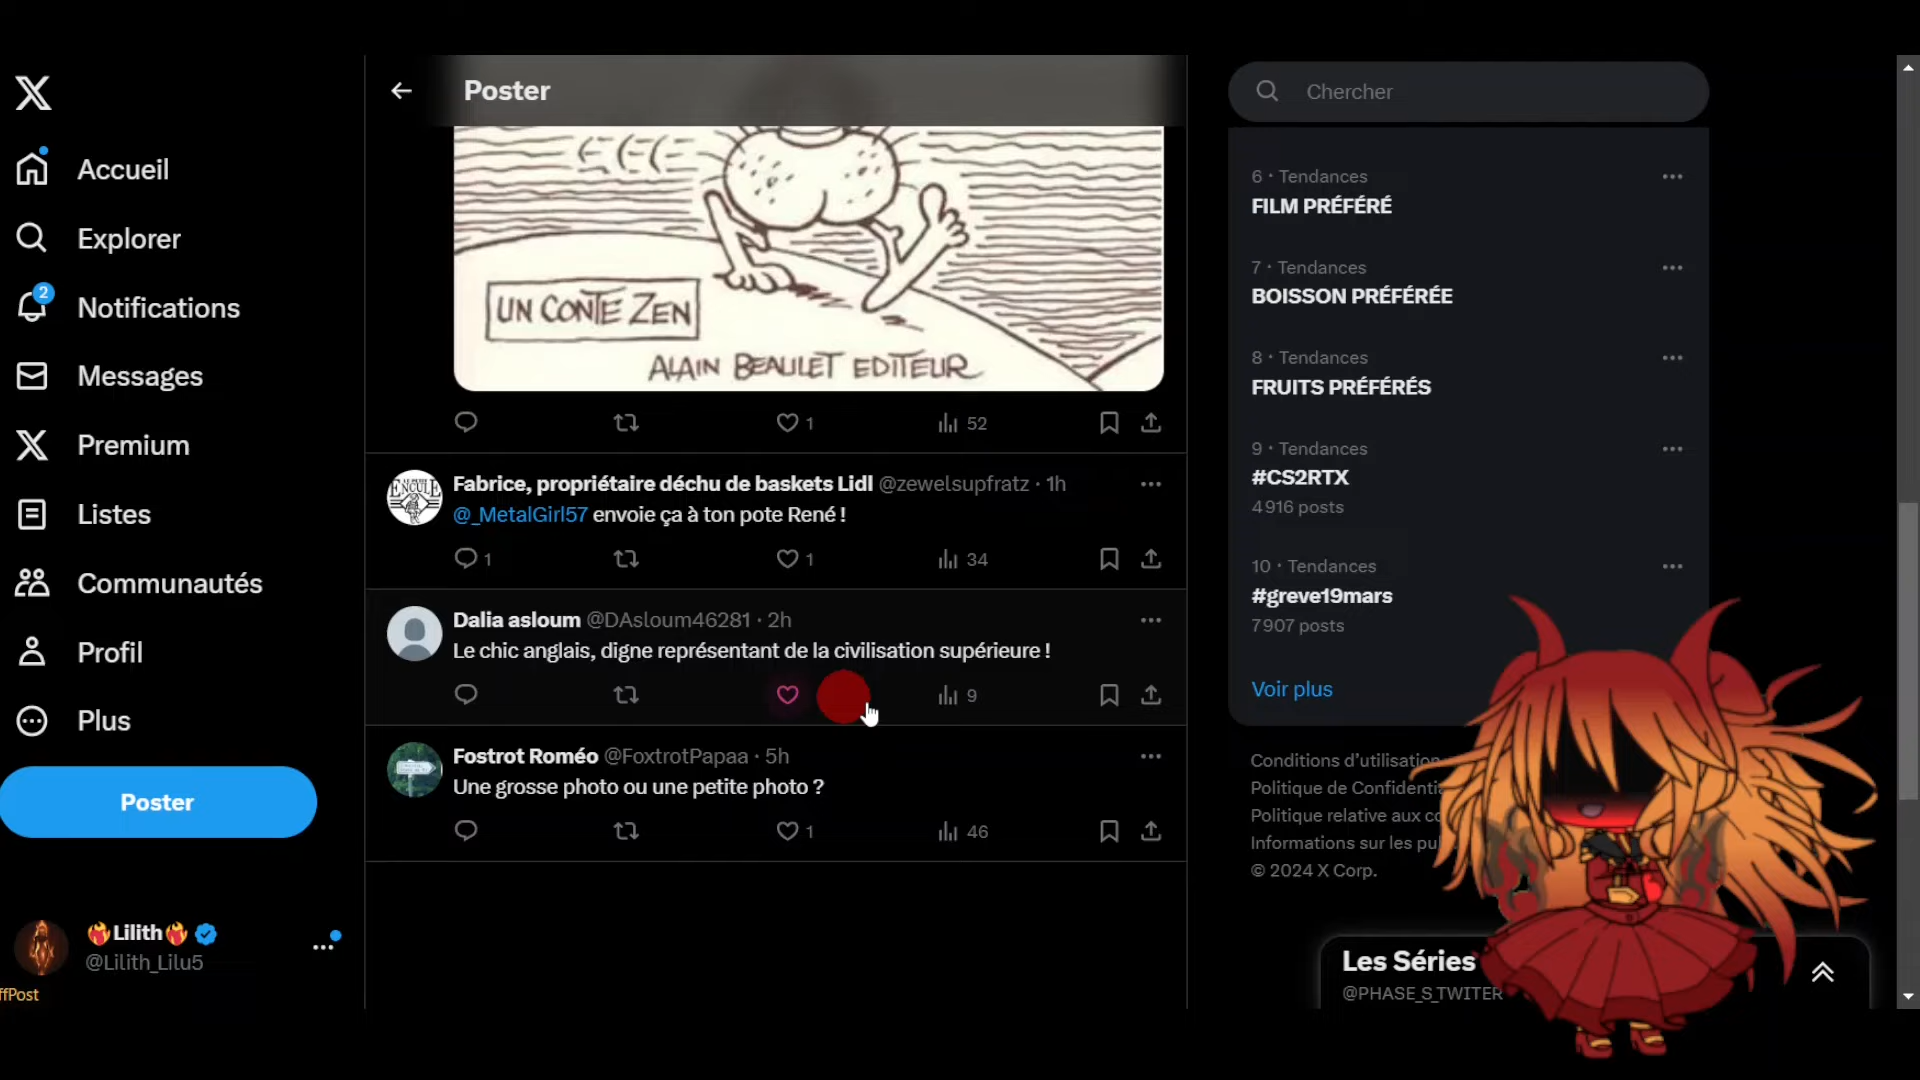 Accueil
Explorer
2
Notifications
Messages
Premium
Listes
Communautés
Profil
Plus
Poster
🔥Lilith🔥
@Lilith_Lilu5
ffPost
Poster
UN CONTE ZEN
ALAIN BEAULET EDITEUR
1 52
ENCULÉ
Fabrice, propriétaire déchu de baskets Lidl @zewelsupfratz · 1h
@_MetalGirl57 envoie ça à ton pote René !
1 1 34
Dalia asloum @DAsloum46281 · 2h
Le chic anglais, digne représentant de la civilisation supérieure !
9
Fostrot Roméo @FoxtrotPapaa · 5h
Une grosse photo ou une petite photo ?
1 46
Chercher
6 · Tendances
FILM PRÉFÉRÉ
7 · Tendances
BOISSON PRÉFÉRÉE
8 · Tendances
FRUITS PRÉFÉRÉS
9 · Tendances
#CS2RTX
4 916 posts
10 · Tendances
#greve19mars
7 907 posts
Voir plus
Conditions d’utilisation
Politique de Confidenti
Politique relative aux co
Informations sur les pu
© 2024 X Corp.
Les Séries
@PHASE_S_TWITER